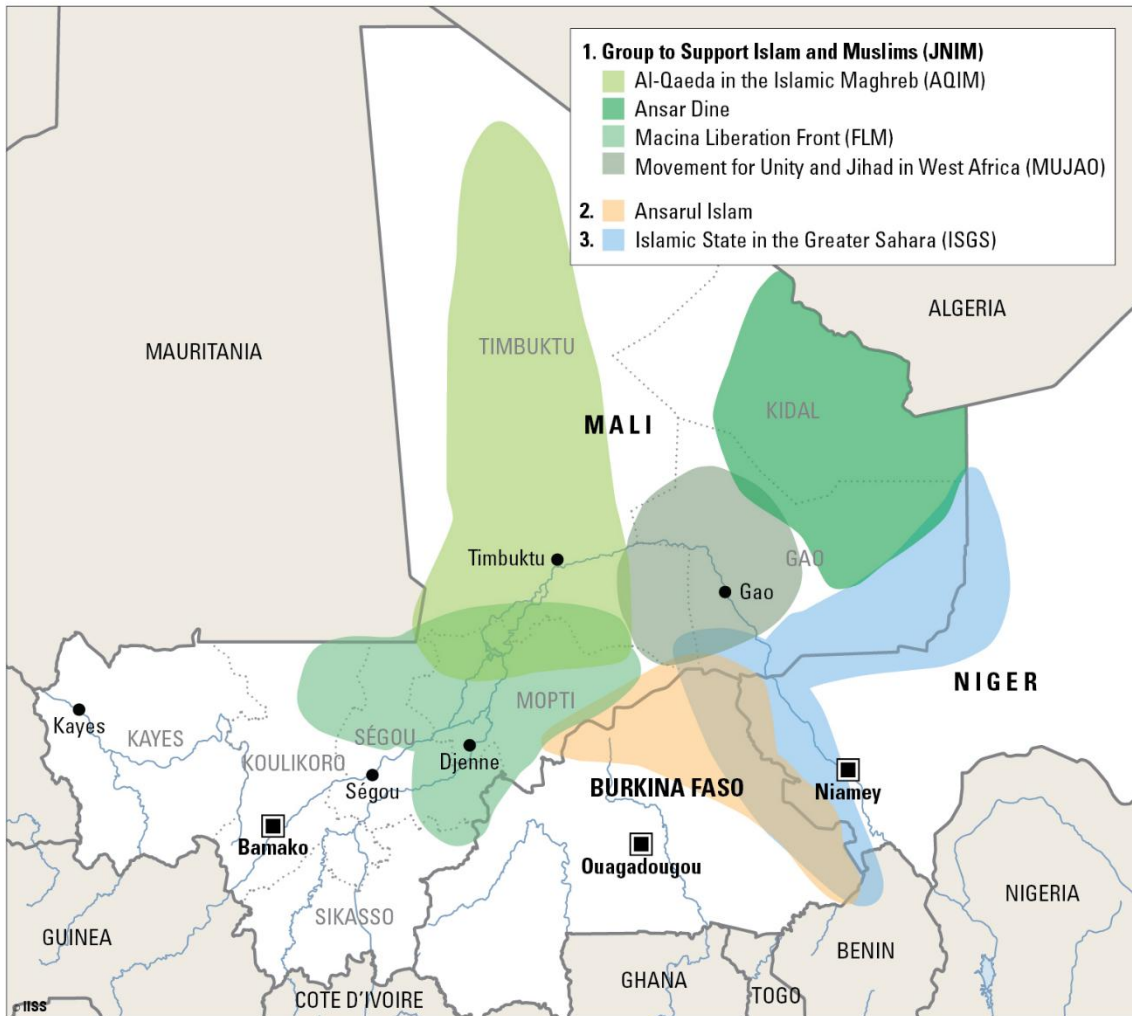 1. Group to Support Islam and Muslims (JNIM)
Al-Qaeda in the Islamic Maghreb (AQIM)
Ansar Dine
Macina Liberation Front (FLM)
Movement for Unity and Jihad in West Africa (MUJAO)
2. Ansarul Islam
3. Islamic State in the Greater Sahara (ISGS)
ALGERIA
MAURITANIA
TIMBUKTU
KIDAL
MALI
Timbuktu
GAO
Gao
NIGER
MOPTI
Kayes
KAYES
SÉGOU
KOULIKORO
Djenne
Ségou
BURKINA FASO
Niamey
Bamako
Ouagadougou
NIGERIA
SIKASSO
GUINEA
BENIN
GHANA
TOGO
COTE D'IVOIRE
IISS